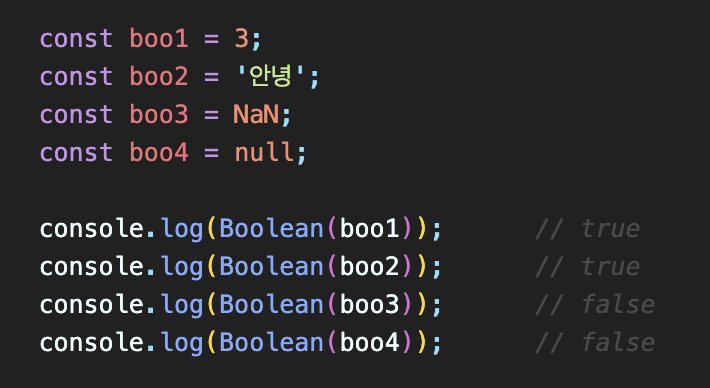 const boo1 = 3;
const boo2 = '안녕';
const boo3 = NaN;
const boo4 = null;
console.log(Boolean(boo1)); // true
console.log(Boolean(boo2)); // true
console.log(Boolean(boo3)); // false
console.log(Boolean(boo4)); // false